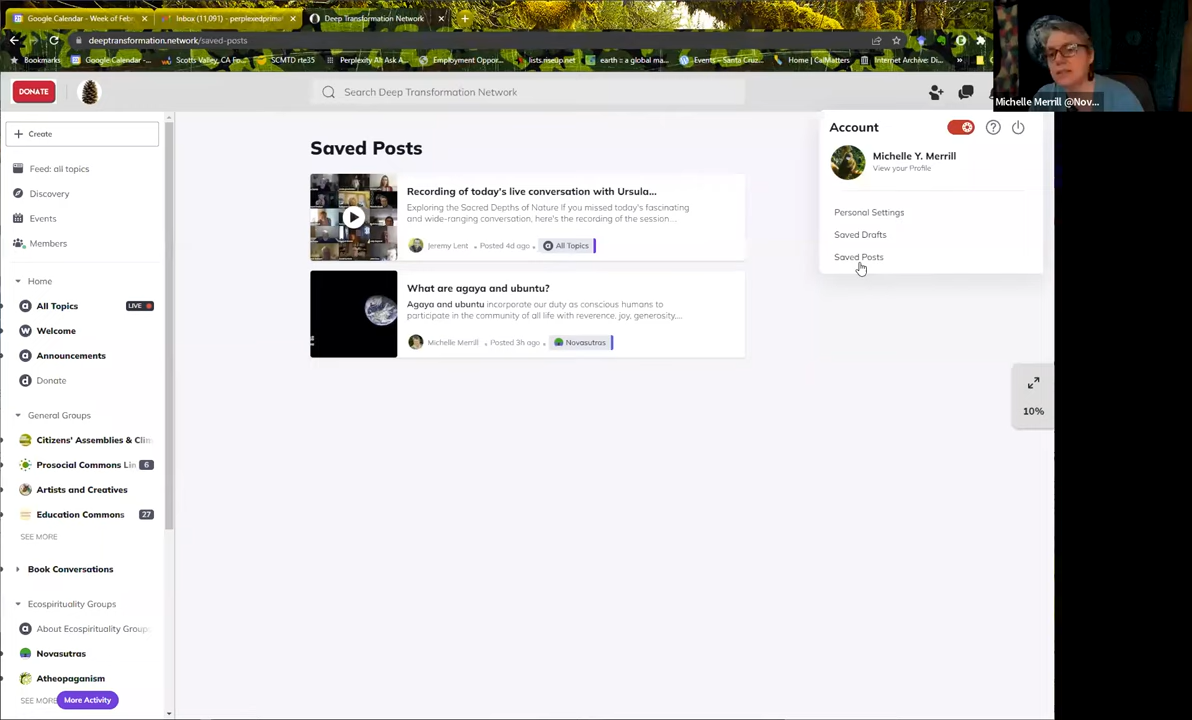 Google Calendar - Week of Feb
Inbox (11,091) - perplexedprima
Deep Transformation Network
deeptransformation.network/saved-posts
Bookmarks
Google Calendar -...
Scotts Valley, CA Fo...
SCMTD rte35
Perplexity Ah Ask A...
Employment Oppor...
lists.riseup.net
earth :: a global ma...
Events – Santa Cruz...
Home | CalMatters
Internet Archive: Di...
Michelle Merrill @Nov...
DONATE
Search Deep Transformation Network
Create
Feed: all topics
Discovery
Events
Members
Home
All Topics
LIVE
Welcome
Announcements
Donate
General Groups
Citizens' Assemblies & Clim
Prosocial Commons Lin
6
Artists and Creatives
Education Commons
27
SEE MORE
Book Conversations
Ecospirituality Groups
About Ecospirituality Group
Novasutras
Atheopaganism
SEE MORE
More Activity
Saved Posts
Recording of today's live conversation with Ursula...
Exploring the Sacred Depths of Nature If you missed today's fascinating
and wide-ranging conversation, here's the recording of the session ...
Jeremy Lent
Posted 4d ago
All Topics
What are agaya and ubuntu?
Agaya and ubuntu incorporate our duty as conscious humans to
participate in the community of all life with reverence, joy, generosity,...
Michelle Merrill
Posted 3h ago
Novasutras
Account
Michelle Y. Merrill
View your Profile
Personal Settings
Saved Drafts
Saved Posts
10%